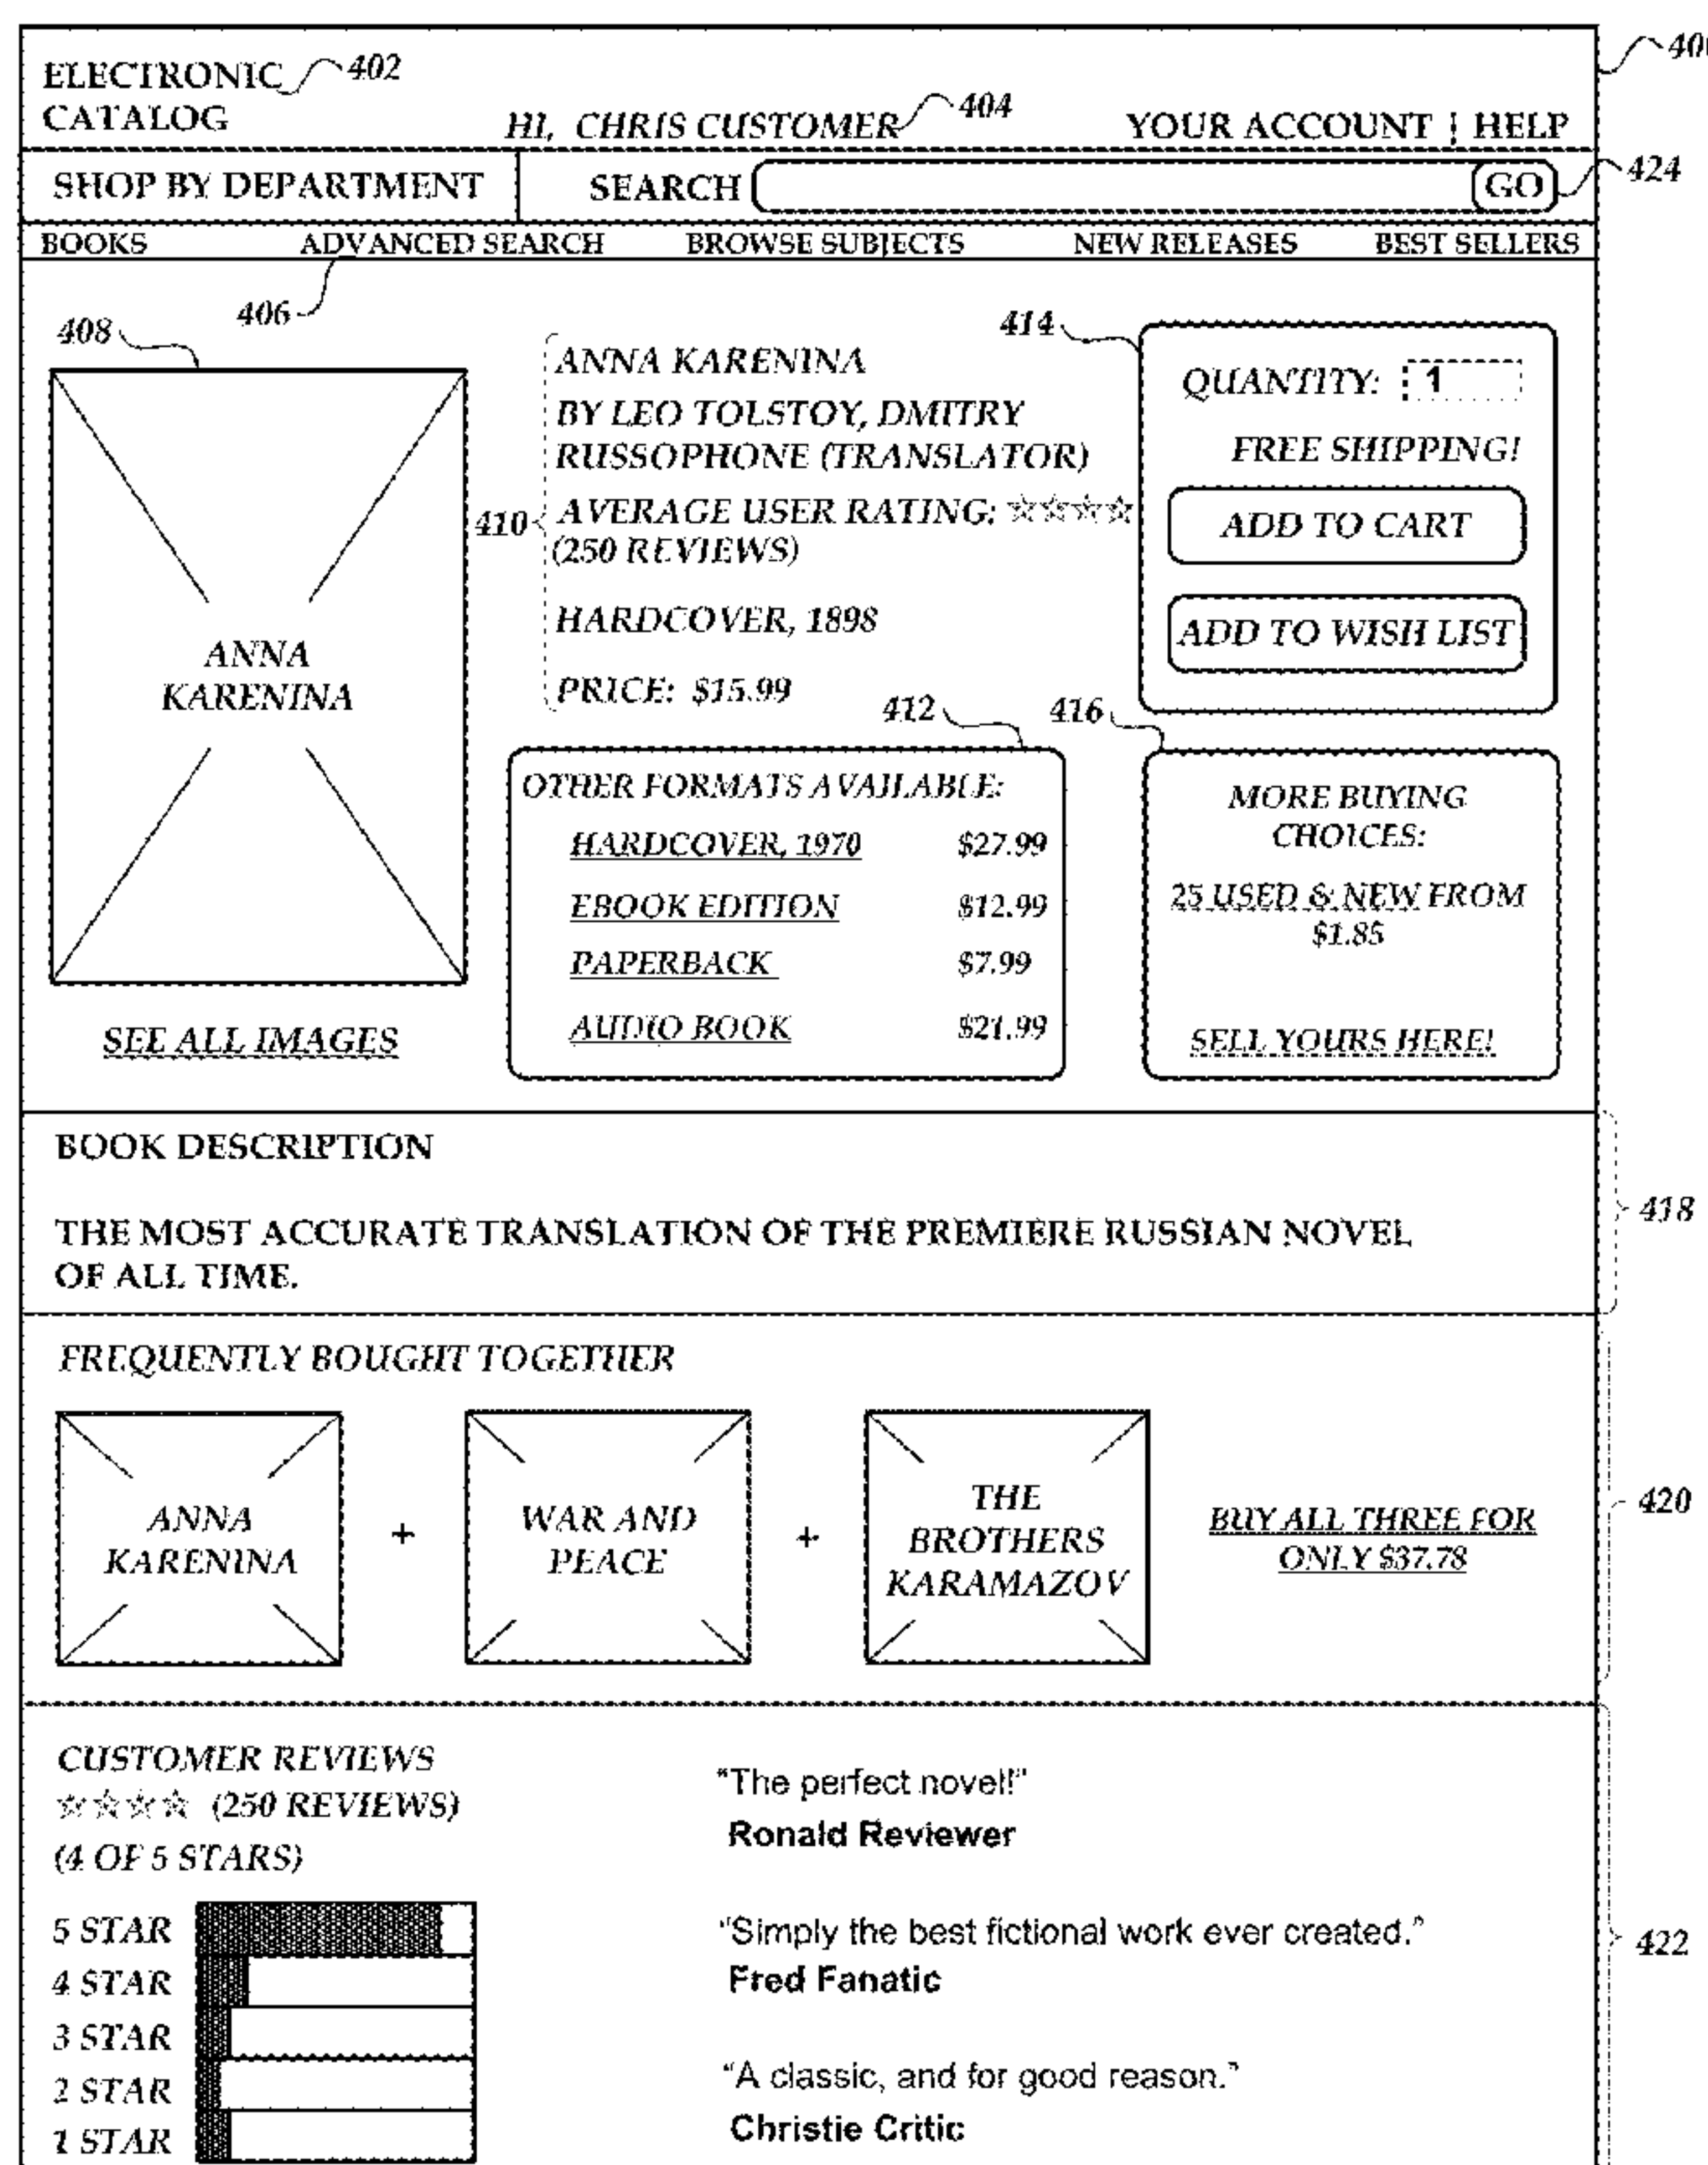 400
ELECTRONIC 402
CATALOG
HI, CHRIS CUSTOMER 404
YOUR ACCOUNT | HELP
SHOP BY DEPARTMENT
SEARCH
GO
424
BOOKS ADVANCED SEARCH BROWSE SUBJECTS NEW RELEASES BEST SELLERS
406
408
ANNA
KARENINA
SEE ALL IMAGES
410
ANNA KARENINA
BY LEO TOLSTOY, DMITRY
RUSSOPHONE (TRANSLATOR)
AVERAGE USER RATING: ☆☆☆☆
(250 REVIEWS)
HARDCOVER, 1898
PRICE: $15.99
414
QUANTITY: 1
FREE SHIPPING!
ADD TO CART
ADD TO WISH LIST
412
OTHER FORMATS AVAILABLE:
HARDCOVER, 1970 $27.99
EBOOK EDITION $12.99
PAPERBACK $7.99
AUDIO BOOK $21.99
416
MORE BUYING
CHOICES:
25 USED & NEW FROM
$1.85
SELL YOURS HERE!
BOOK DESCRIPTION
THE MOST ACCURATE TRANSLATION OF THE PREMIERE RUSSIAN NOVEL
OF ALL TIME.
418
FREQUENTLY BOUGHT TOGETHER
ANNA
KARENINA
+
WAR AND
PEACE
+
THE
BROTHERS
KARAMAZOV
BUY ALL THREE FOR
ONLY $37.78
420
CUSTOMER REVIEWS
☆☆☆☆ (250 REVIEWS)
(4 OF 5 STARS)
5 STAR
4 STAR
3 STAR
2 STAR
1 STAR
"The perfect novel!"
Ronald Reviewer
"Simply the best fictional work ever created."
Fred Fanatic
"A classic, and for good reason."
Christie Critic
422